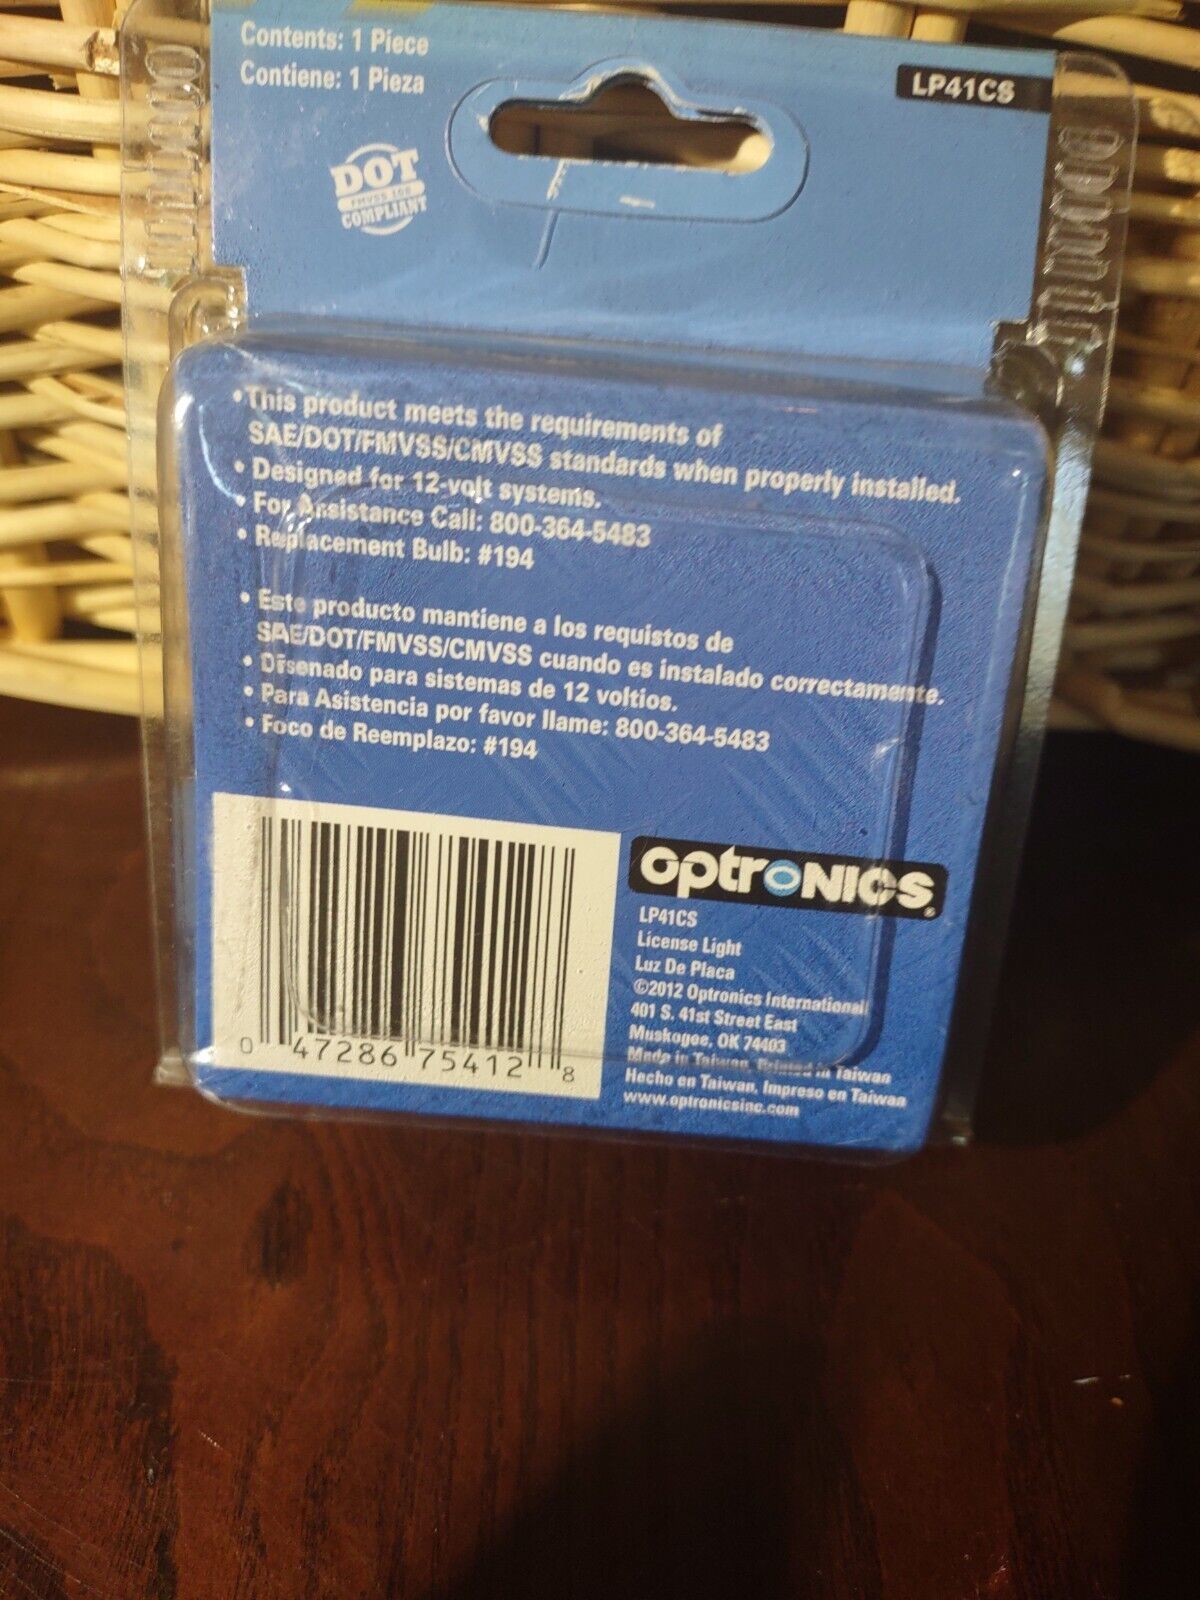 Contents: 1 Piece
Contiene: 1 Pieza
LP41CS
DOT
FMVSS 108
COMPLIANT
•This product meets the requirements of
SAE/DOT/FMVSS/CMVSS standards when properly installed.
• Designed for 12-volt systems.
• For Assistance Call: 800-364-5483
• Replacement Bulb: #194
• Este producto mantiene a los requistos de
SAE/DOT/FMVSS/CMVSS cuando es instalado correctamente.
• Disenado para sistemas de 12 voltios.
• Para Asistencia por favor llame: 800-364-5483
• Foco de Reemplazo: #194
0 47286 75412 8
optroNICS®
LP41CS
License Light
Luz De Placa
©2012 Optronics International
401 S. 41st Street East
Muskogee, OK 74403
Made in Taiwan, Printed in Taiwan
Hecho en Taiwan, Impreso en Taiwan
www.optronicsinc.com